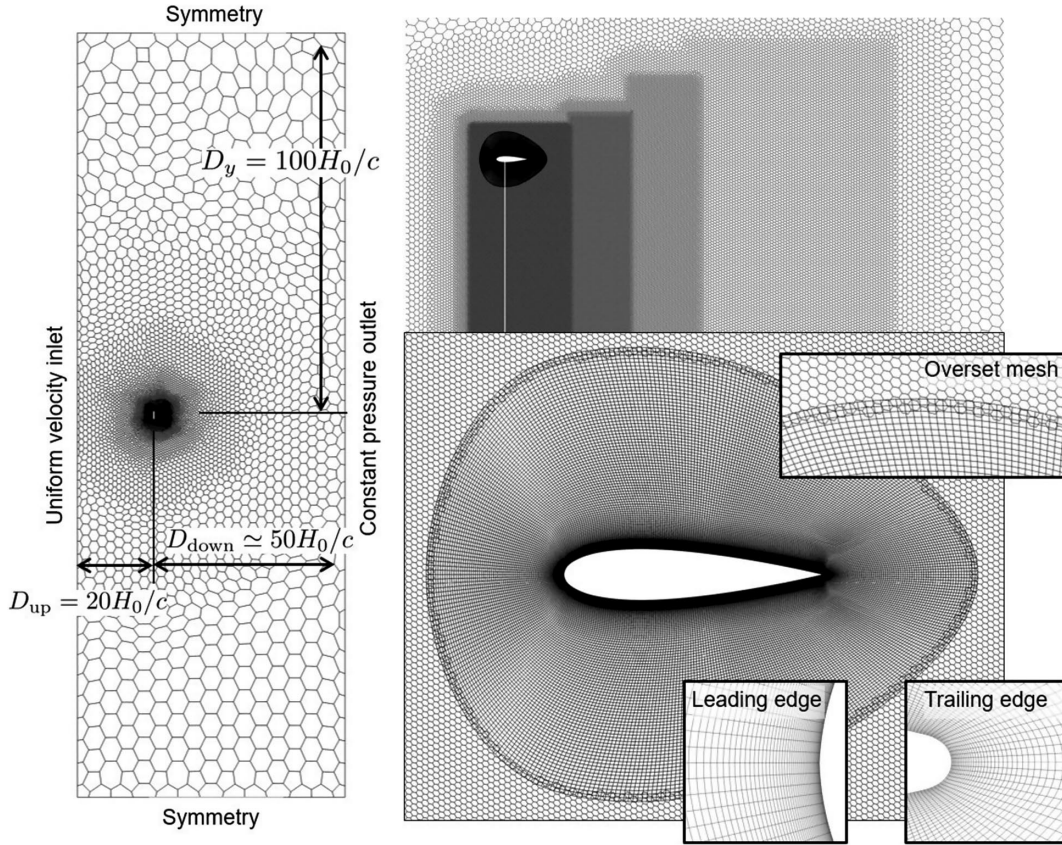 Symmetry
D_y = 100H_0/c
Uniform velocity inlet
Constant pressure outlet
D_down ≃ 50H_0/c
D_up = 20H_0/c
Symmetry
Overset mesh
Leading edge
Trailing edge